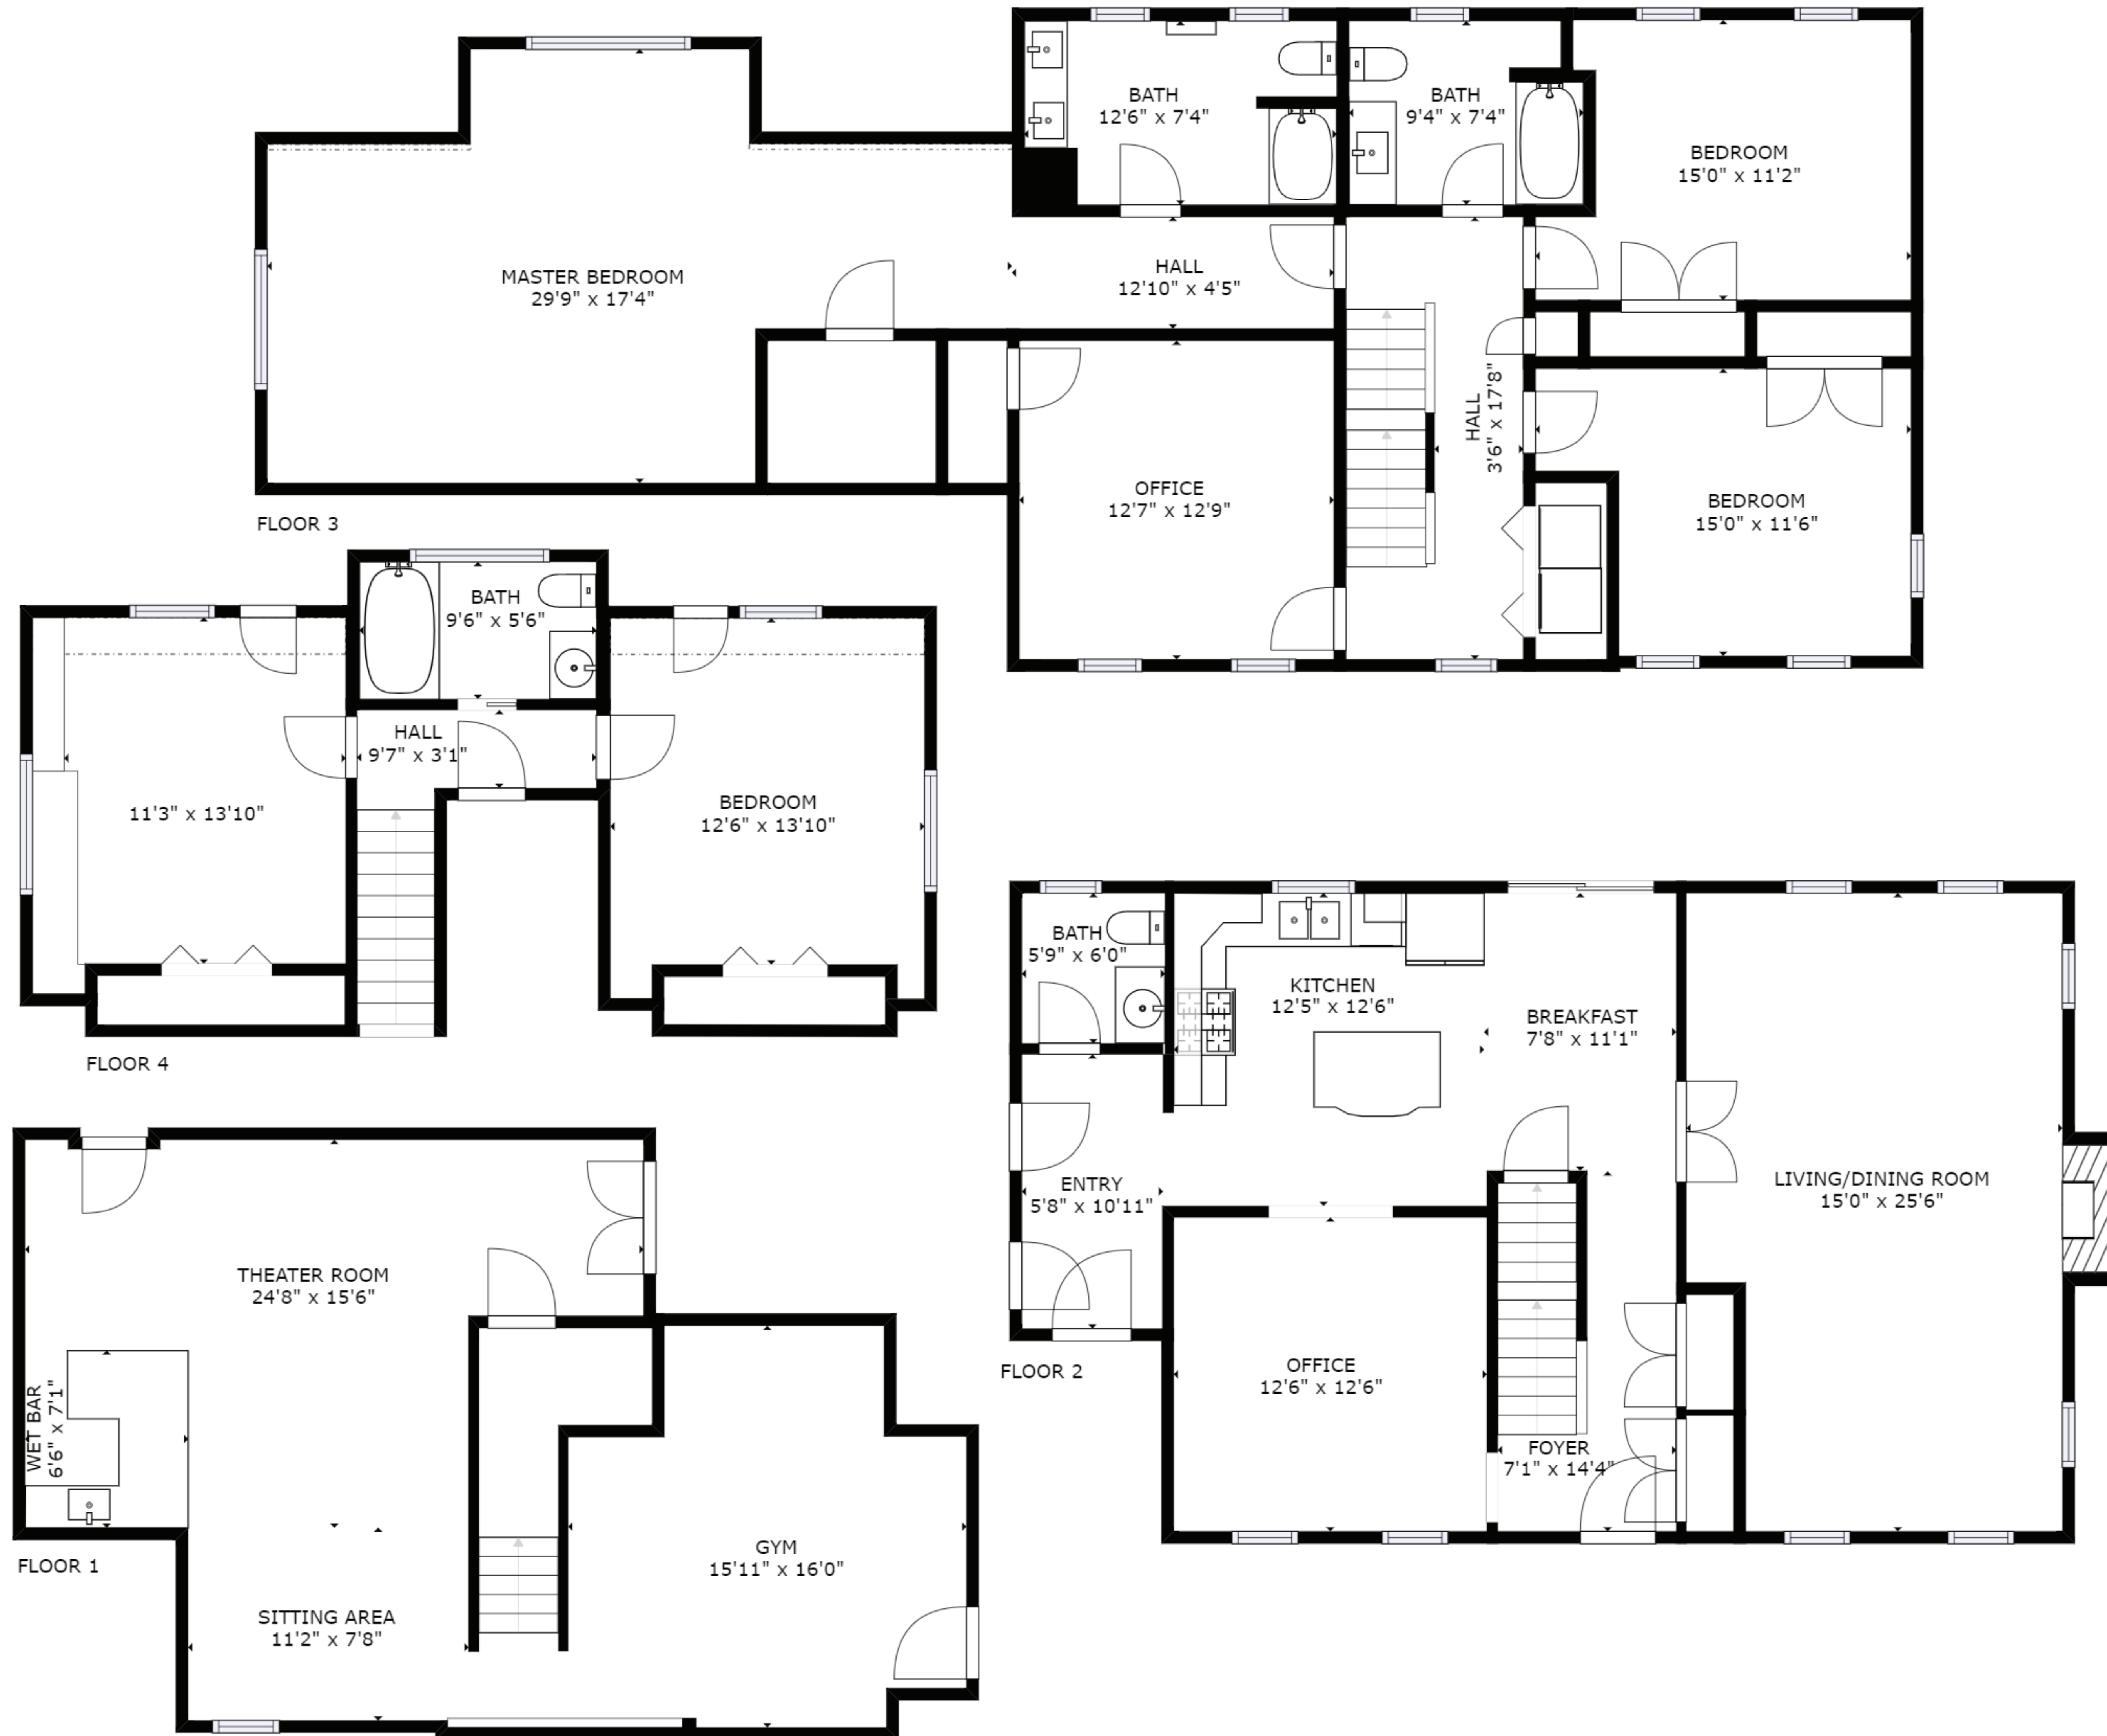 BATH
12'6" x 7'4"
BATH
9'4" x 7'4"
BEDROOM
15'0" x 11'2"
MASTER BEDROOM
29'9" x 17'4"
HALL
12'10" x 4'5"
HALL
3'6" x 17'8"
OFFICE
12'7" x 12'9"
BEDROOM
15'0" x 11'6"
FLOOR 3
BATH
9'6" x 5'6"
HALL
9'7" x 3'1"
11'3" x 13'10"
BEDROOM
12'6" x 13'10"
FLOOR 4
BATH
5'9" x 6'0"
KITCHEN
12'5" x 12'6"
BREAKFAST
7'8" x 11'1"
ENTRY
5'8" x 10'11"
LIVING/DINING ROOM
15'0" x 25'6"
OFFICE
12'6" x 12'6"
FOYER
7'1" x 14'4"
FLOOR 2
THEATER ROOM
24'8" x 15'6"
WET BAR
6'6" x 7'1"
GYM
15'11" x 16'0"
SITTING AREA
11'2" x 7'8"
FLOOR 1